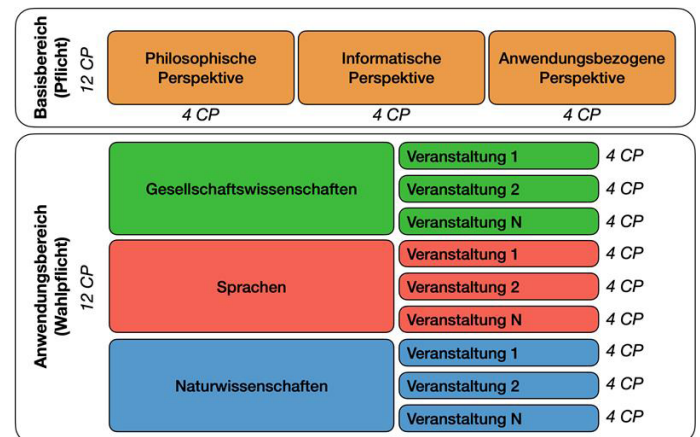 Basisbereich
(Pflicht)
12 CP
Philosophische
Perspektive
Informatische
Perspektive
Anwendungsbezogene
Perspektive
4 CP
4 CP
4 CP
Anwendungsbereich
(Wahlpflicht)
12 CP
Gesellschaftswissenschaften
Veranstaltung 1
4 CP
Veranstaltung 2
4 CP
Veranstaltung N
4 CP
Sprachen
Veranstaltung 1
4 CP
Veranstaltung 2
4 CP
Veranstaltung N
4 CP
Naturwissenschaften
Veranstaltung 1
4 CP
Veranstaltung 2
4 CP
Veranstaltung N
4 CP